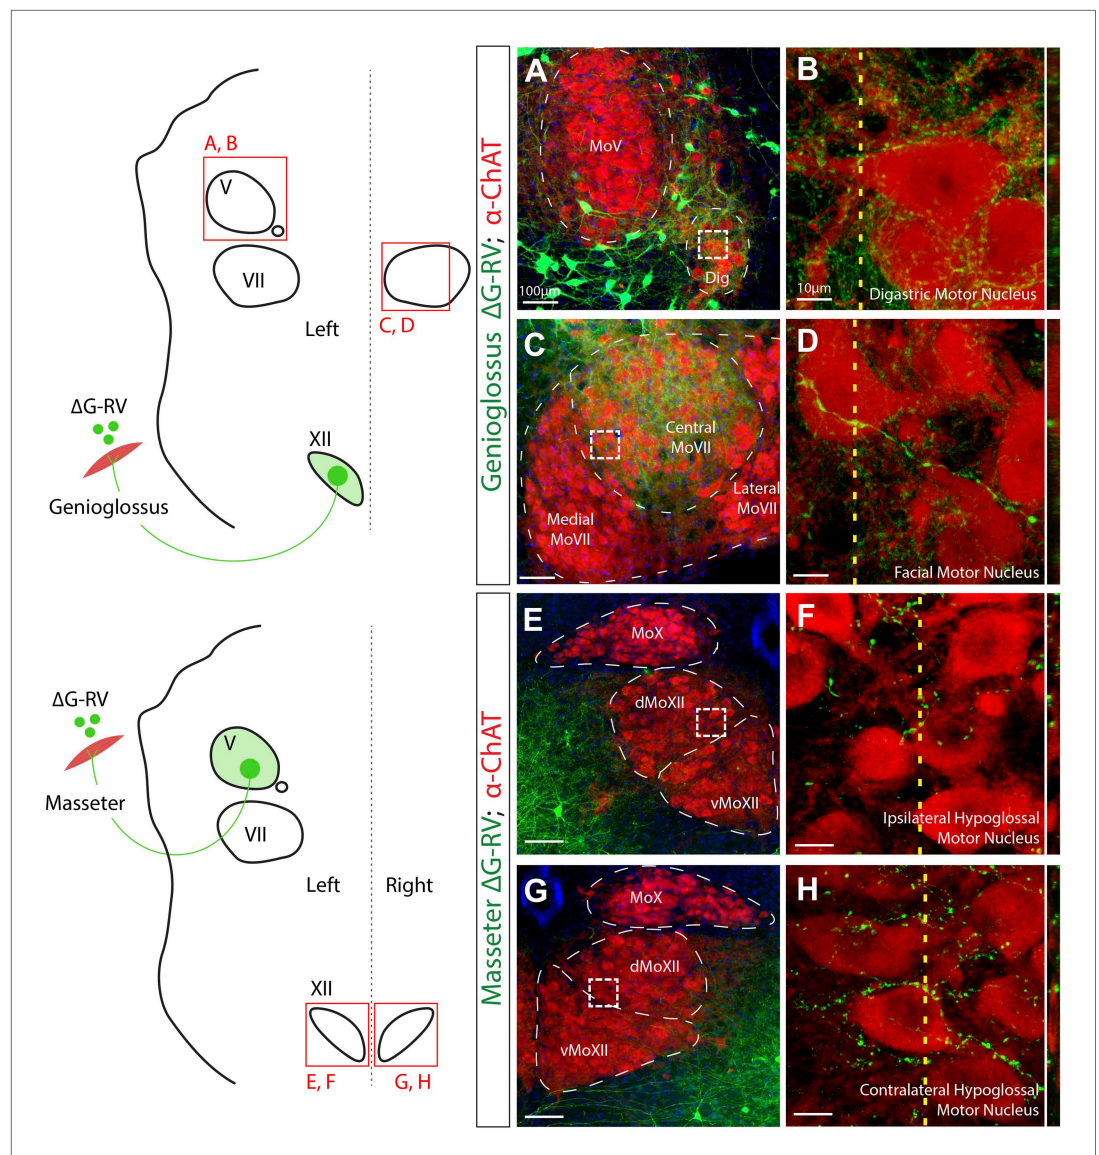 A, B
V
VII
Left
C, D
ΔG-RV
XII
Genioglossus
Genioglossus ΔG-RV; α-ChAT
A
MoV
Dig
100μm
B
10μm
Digastric Motor Nucleus
C
Central
MoVII
Lateral
MoVII
Medial
MoVII
D
Facial Motor Nucleus
ΔG-RV
V
Masseter
VII
Left
Right
XII
E, F
G, H
Masseter ΔG-RV; α-ChAT
E
MoX
dMoXII
vMoXII
F
Ipsilateral Hypoglossal
Motor Nucleus
G
MoX
dMoXII
vMoXII
H
Contralateral Hypoglossal
Motor Nucleus